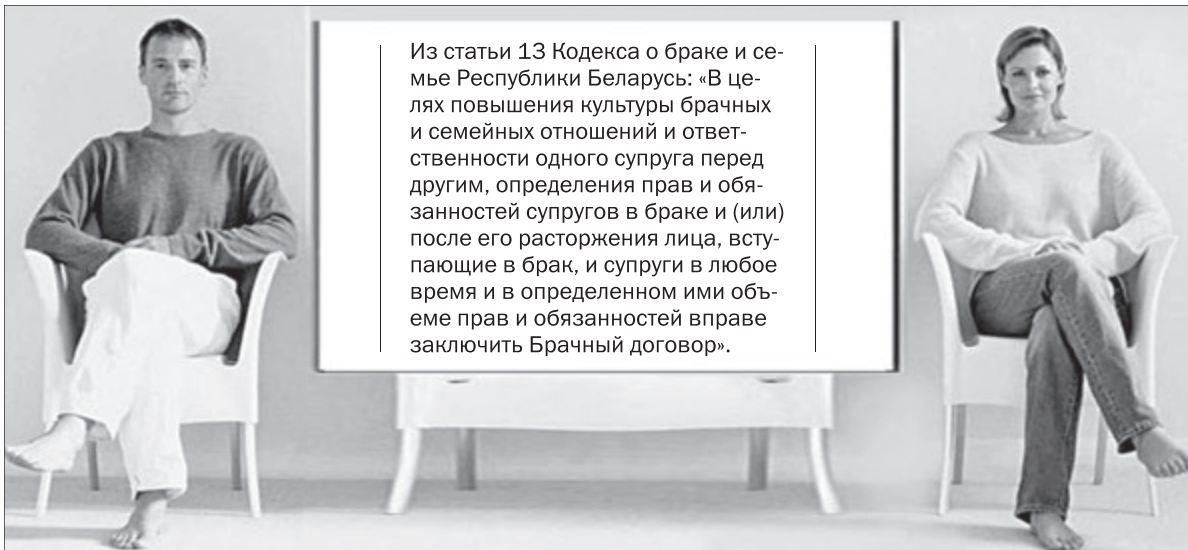 Из статьи 13 Кодекса о браке и се-
мье Республики Беларусь: «В це-
лях повышения культуры брачных
и семейных отношений и ответ-
ственности одного супруга перед
другим, определения прав и обя-
занностей супругов в браке и (или)
после его расторжения лица, всту-
пающие в брак, и супруги в любое
время и в определенном ими объ-
еме прав и обязанностей вправе
заключить Брачный договор».